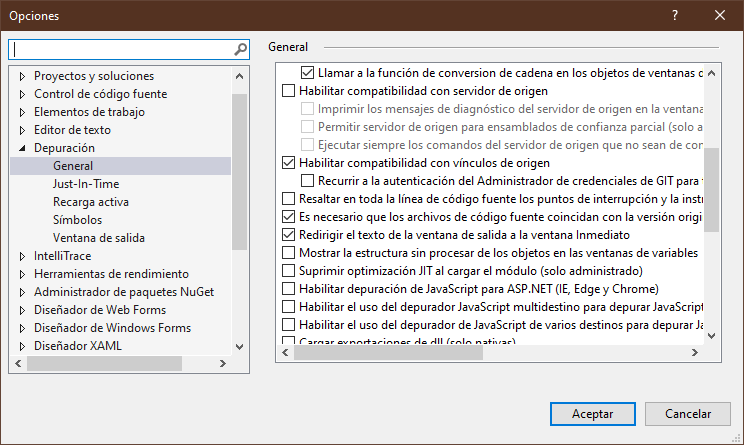 Opciones
General
Proyectos y soluciones
Control de código fuente
Elementos de trabajo
Editor de texto
Depuración
General
Just-In-Time
Recarga activa
Símbolos
Ventana de salida
IntelliTrace
Herramientas de rendimiento
Administrador de paquetes NuGet
Diseñador de Web Forms
Diseñador de Windows Forms
Diseñador XAML
Llamar a la función de conversion de cadena en los objetos de ventanas
Habilitar compatibilidad con servidor de origen
Imprimir los mensajes de diagnóstico del servidor de origen en la ventana
Permitir servidor de origen para ensamblados de confianza parcial (solo a
Ejecutar siempre los comandos del servidor de origen que no sean de con
Habilitar compatibilidad con vínculos de origen
Recurrir a la autenticación del Administrador de credenciales de GIT para
Resaltar en toda la línea de código fuente los puntos de interrupción y la instr
Es necesario que los archivos de código fuente coincidan con la versión origi
Redirigir el texto de la ventana de salida a la ventana Inmediato
Mostrar la estructura sin procesar de los objetos en las ventanas de variables
Suprimir optimización JIT al cargar el módulo (solo administrado)
Habilitar depuración de JavaScript para ASP.NET (IE, Edge y Chrome)
Habilitar el uso del depurador JavaScript multidestino para depurar JavaScript
Habilitar el uso del depurador de JavaScript de varios destinos para depurar Ja
Cargar exportaciones de dll (solo nativas)
Aceptar
Cancelar